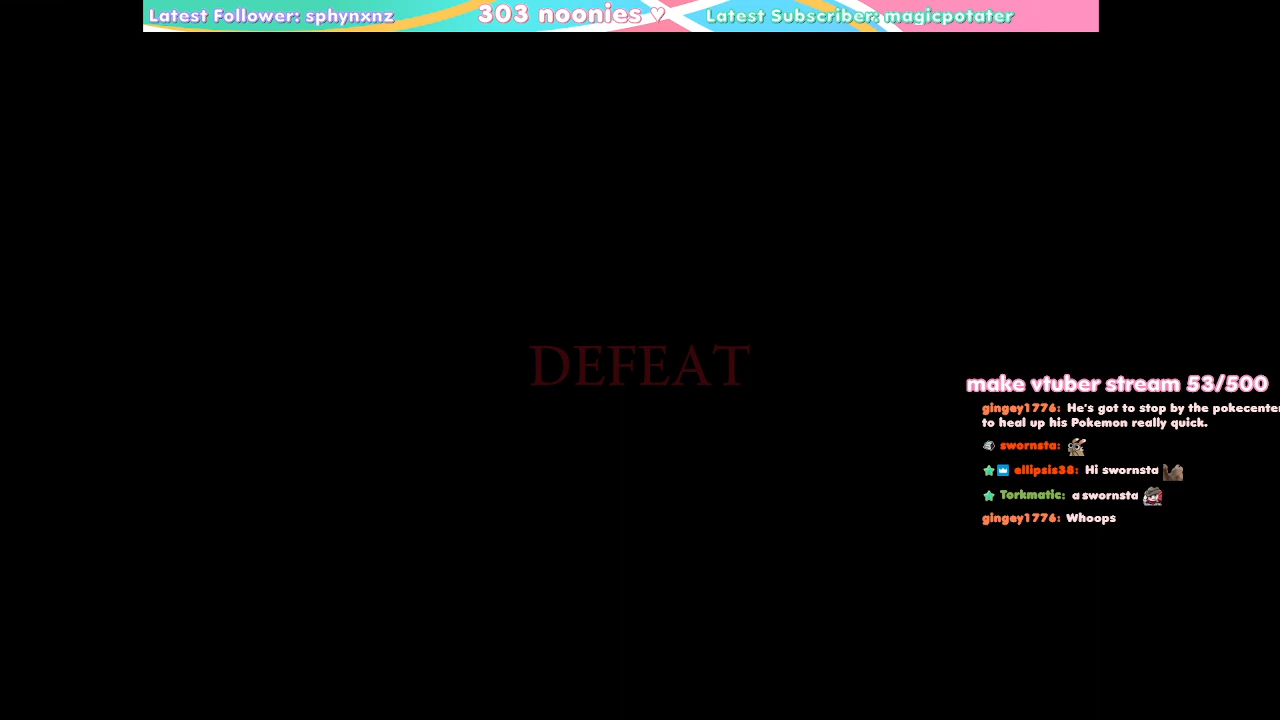 Latest Follower: sphynxnz 303 noonies ♥ Latest Subscriber: magicpotater
DEFEAT
make vtuber stream 53/500
gingey1776: He's got to stop by the pokecenter
to heal up his Pokemon really quick.
swornsta:
ellipsis38: Hi swornsta
Torkmatic: a swornsta
gingey1776: Whoops